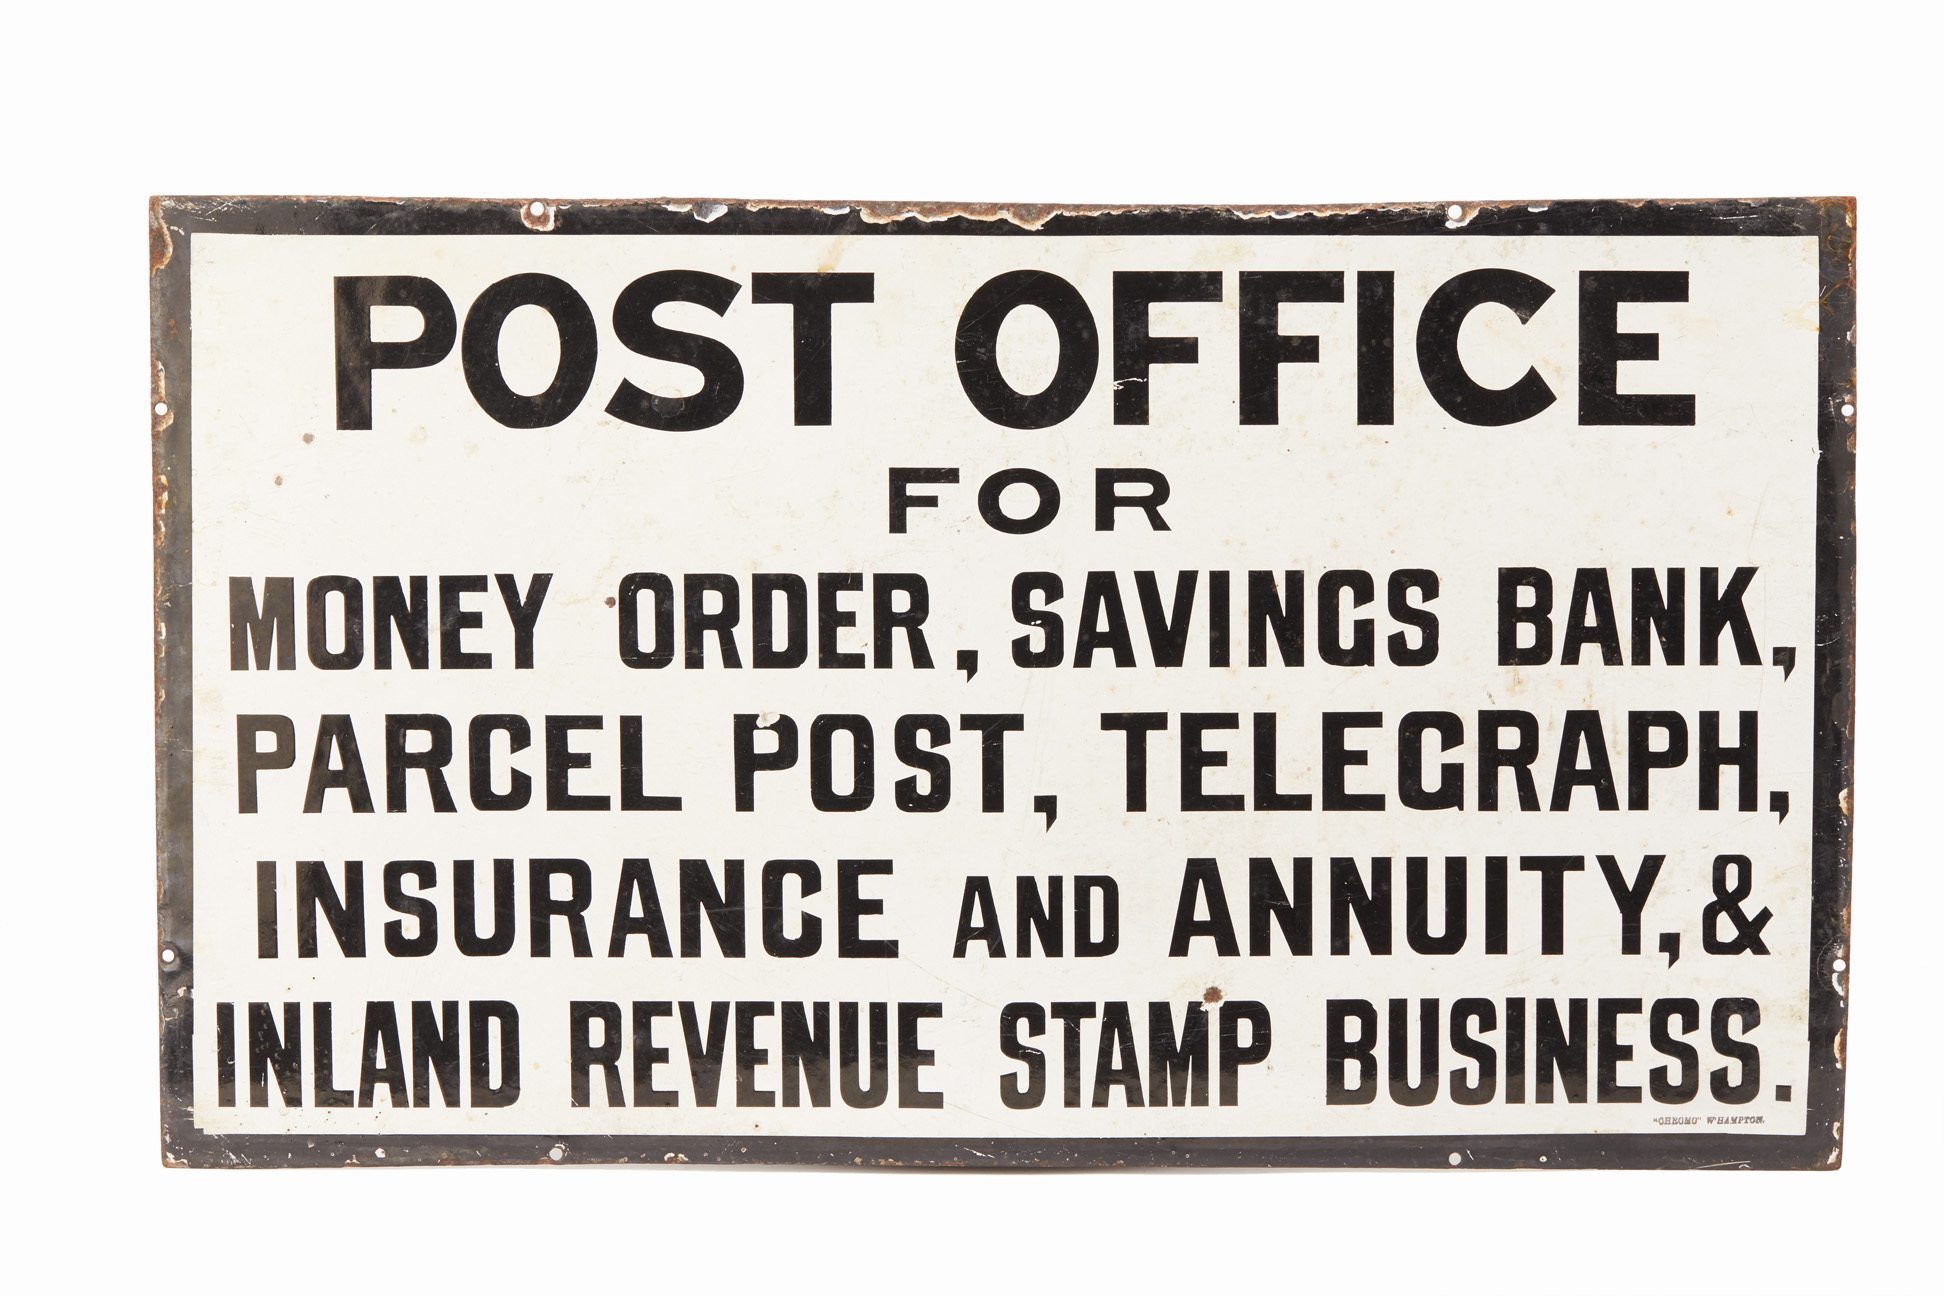 POST OFFICE
FOR
MONEY ORDER, SAVINGS BANK,
PARCEL POST, TELEGRAPH,
INSURANCE AND ANNUITY, &
INLAND REVENUE STAMP BUSINESS.
"CHROMO" W'HAMPTON.